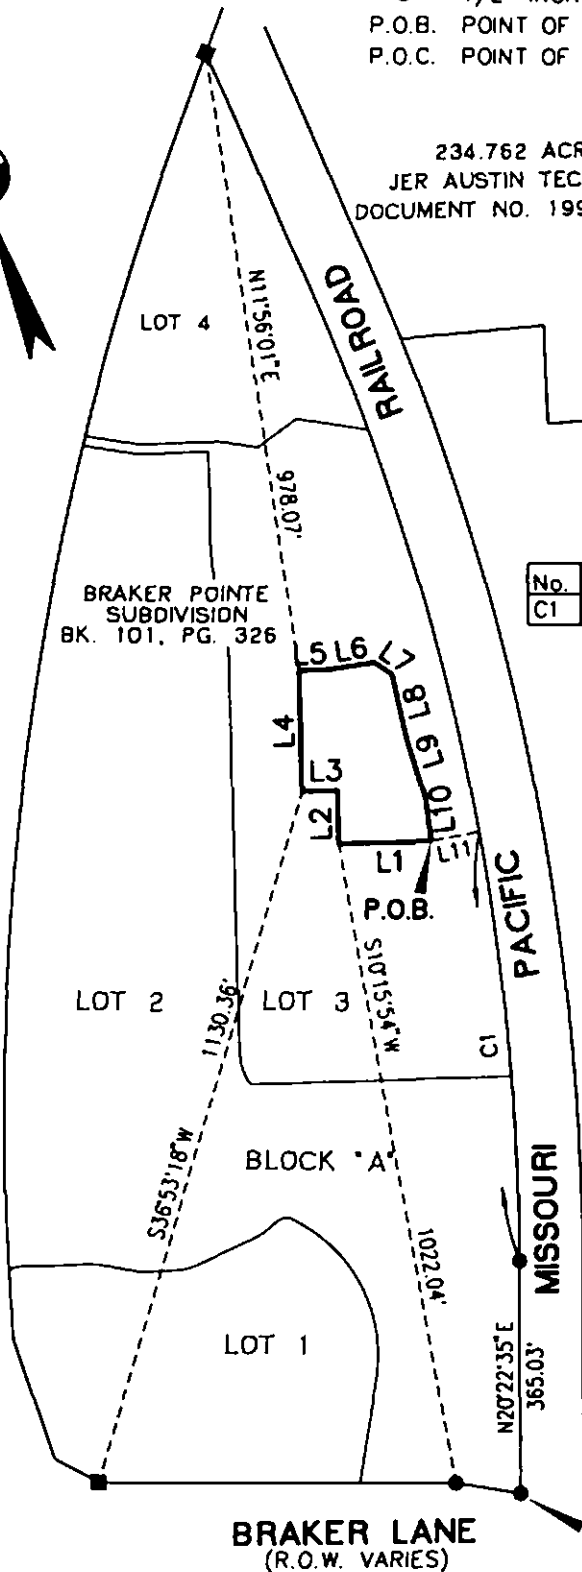 P.O.B. POINT OF
P.O.C. POINT OF
234.762 ACR
JER AUSTIN TEC
DOCUMENT NO. 199
LOT 4
N11°56'01"E
978.07'
RAILROAD
BRAKER POINTE
SUBDIVISION
BK. 101, PG. 326
No.
C1
L5 L6 L7
L4
L8
L3
L9
L2
L10
L1
L11
P.O.B.
PACIFIC
S10°15'54"W
LOT 2
1130.36'
LOT 3
C1
BLOCK "A"
S36°53'18"W
MISSOURI
1022.04'
LOT 1
N20°22'35"E
365.03'
BRAKER LANE
(R.O.W. VARIES)